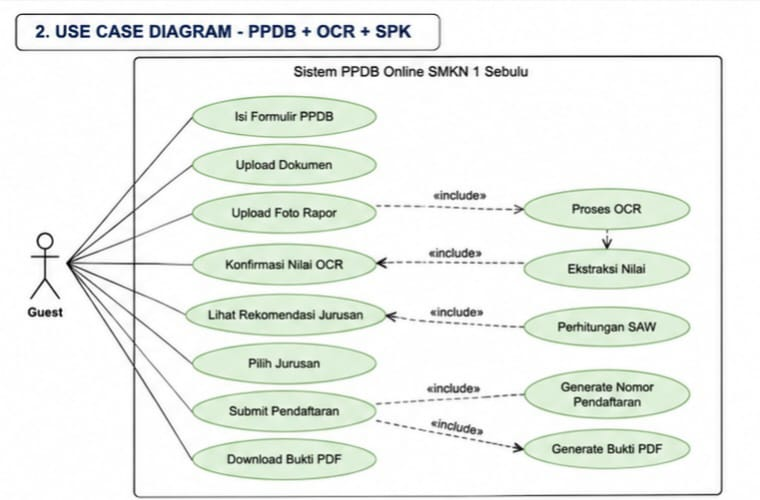 2. USE CASE DIAGRAM - PPDB + OCR + SPK
Sistem PPDB Online SMKN 1 Sebulu
Isi Formulir PPDB
Upload Dokumen
Upload Foto Rapor
«include»
Proses OCR
Konfirmasi Nilai OCR
«include»
Ekstraksi Nilai
Guest
Lihat Rekomendasi Jurusan
«include»
Perhitungan SAW
Pilih Jurusan
Submit Pendaftaran
«include»
Generate Nomor
Pendaftaran
«include»
Generate Bukti PDF
Download Bukti PDF